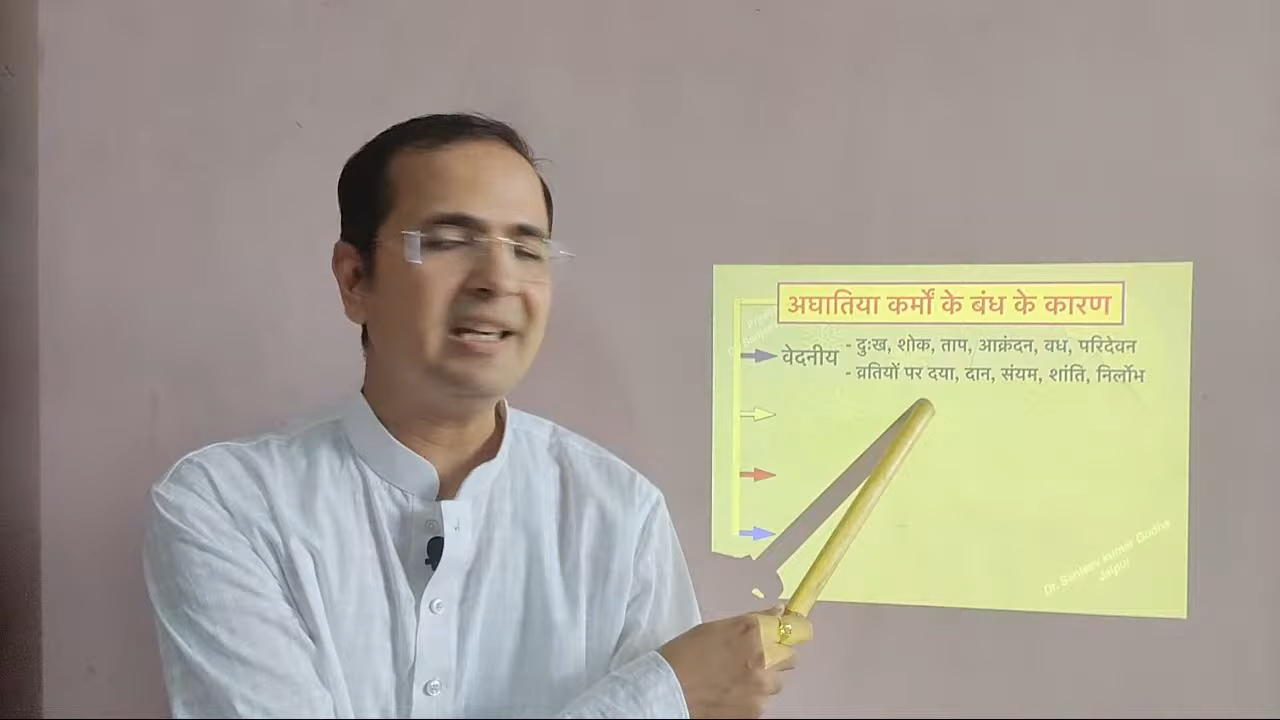 अघातिया कर्मों के बंध के कारण
वेदनीय
- दुःख, शोक, ताप, आक्रंदन, वध, परिदेवन
- व्रतियों पर दया, दान, संयम, शांति, निर्लोभ
Dr. Sanjeev kumar Godha
Jaipur